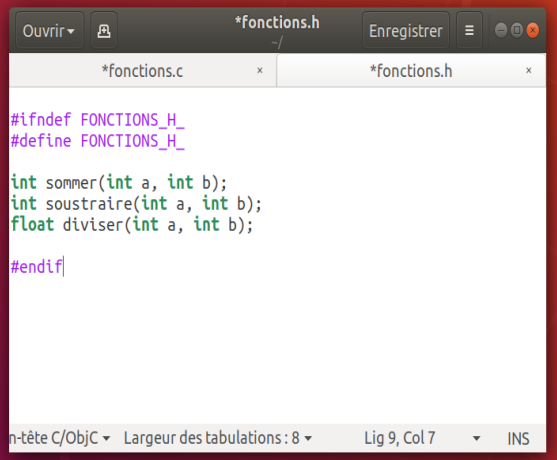 *fonctions.h
Ouvrir
Enregistrer
~/
*fonctions.c
*fonctions.h
#ifndef FONCTIONS_H_
#define FONCTIONS_H_
int sommer(int a, int b);
int soustraire(int a, int b);
float diviser(int a, int b);
#endif
n-tête C/ObjC
Largeur des tabulations : 8
Lig 9, Col 7
INS